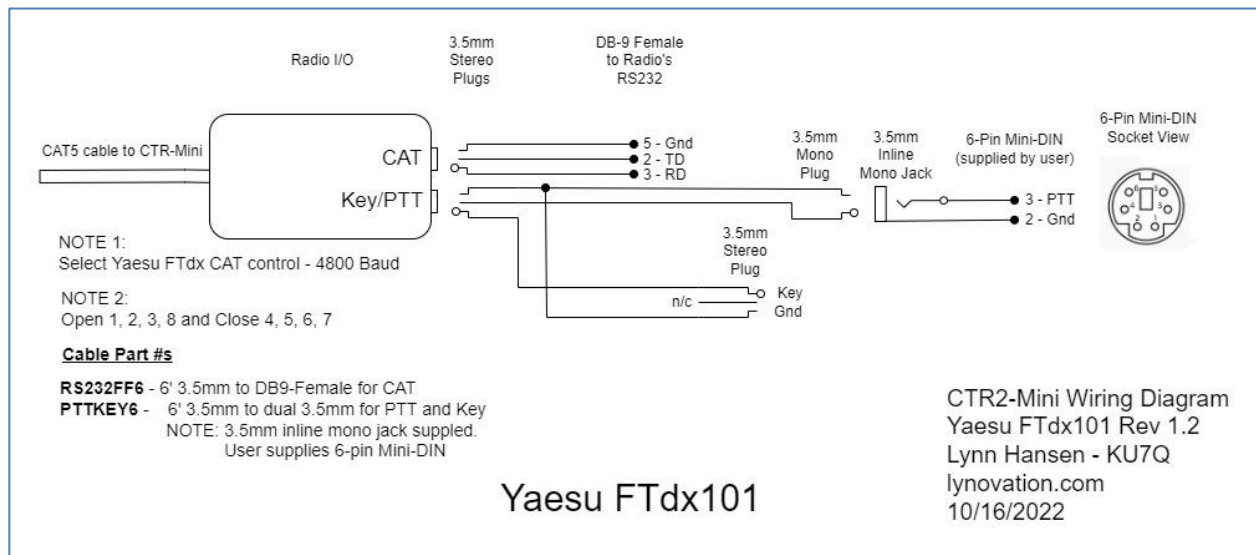 Radio I/O
3.5mm
Stereo
Plugs
DB-9 Female
to Radio's
RS232
CAT5 cable to CTR-Mini
CAT
Key/PTT
5 - Gnd
2 - TD
3 - RD
3.5mm
Mono
Plug
3.5mm
Inline
Mono Jack
6-Pin Mini-DIN
(supplied by user)
6-Pin Mini-DIN
Socket View
3 - PTT
2 - Gnd
6
5
4
3
2
1
3.5mm
Stereo
Plug
Key
n/c
Gnd
NOTE 1:
Select Yaesu FTdx CAT control - 4800 Baud
NOTE 2:
Open 1, 2, 3, 8 and Close 4, 5, 6, 7
Cable Part #s
RS232FF6 - 6' 3.5mm to DB9-Female for CAT
PTTKEY6 - 6' 3.5mm to dual 3.5mm for PTT and Key
NOTE: 3.5mm inline mono jack suppled.
User supplies 6-pin Mini-DIN
Yaesu FTdx101
CTR2-Mini Wiring Diagram
Yaesu FTdx101 Rev 1.2
Lynn Hansen - KU7Q
lynovation.com
10/16/2022